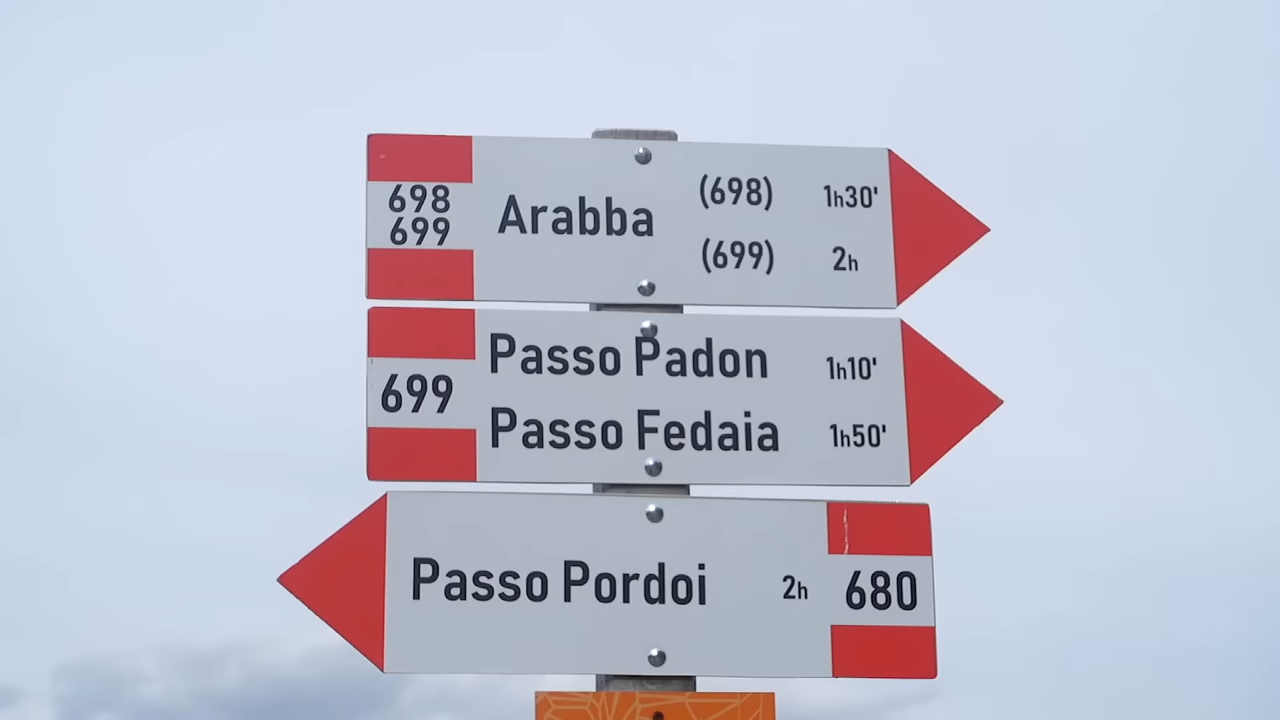 698
699
Arabba
(698) 1h30'
(699) 2h
699
Passo Padon 1h10'
Passo Fedaia 1h50'
Passo Pordoi 2h 680